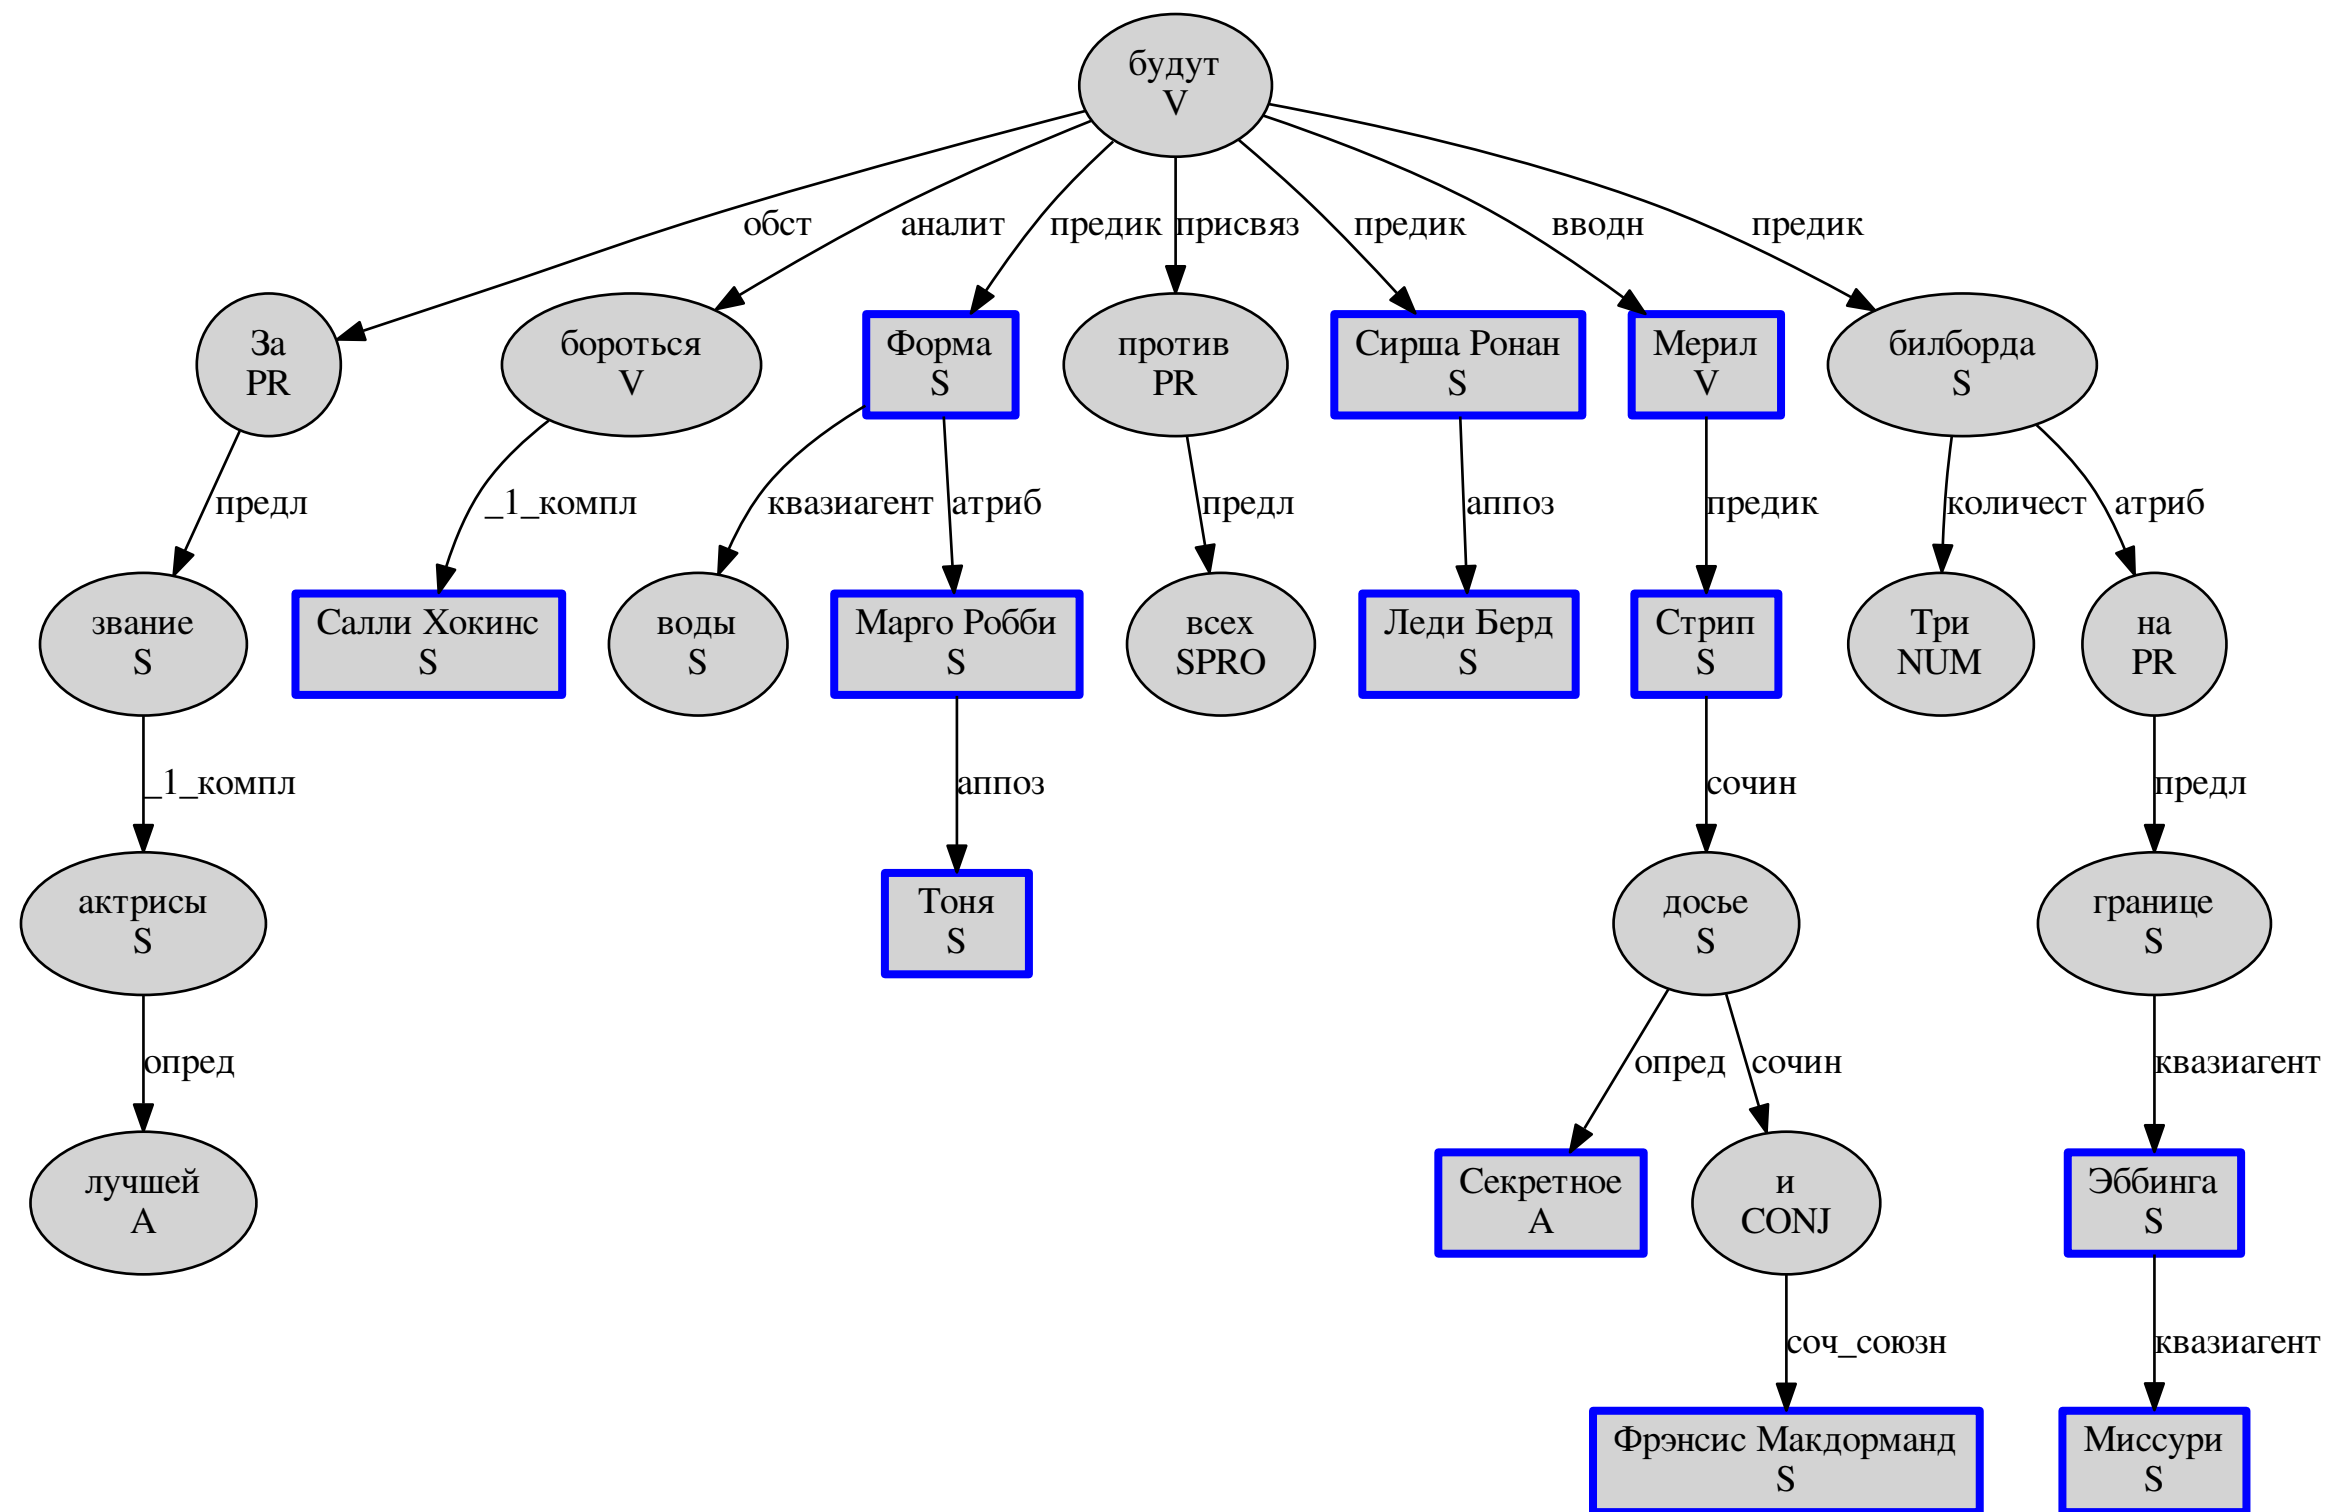 будут
V
обст
аналит
предик
присвяз
предик
вводн
предик
За
PR
бороться
V
Форма
S
против
PR
Сирша Ронан
S
Мерил
V
билборда
S
предл
_1_компл
квазиагент
атриб
предл
аппоз
предик
количест
атриб
звание
S
Салли Хокинс
S
воды
S
Марго Робби
S
всех
SPRO
Леди Берд
S
Стрип
S
Три
NUM
на
PR
_1_компл
аппоз
сочин
предл
актрисы
S
Тоня
S
досье
S
границе
S
опред
опред
сочин
квазиагент
лучшей
A
Секретное
A
и
CONJ
Эббинга
S
соч_союзн
квазиагент
Фрэнсис Макдорманд
S
Миссури
S